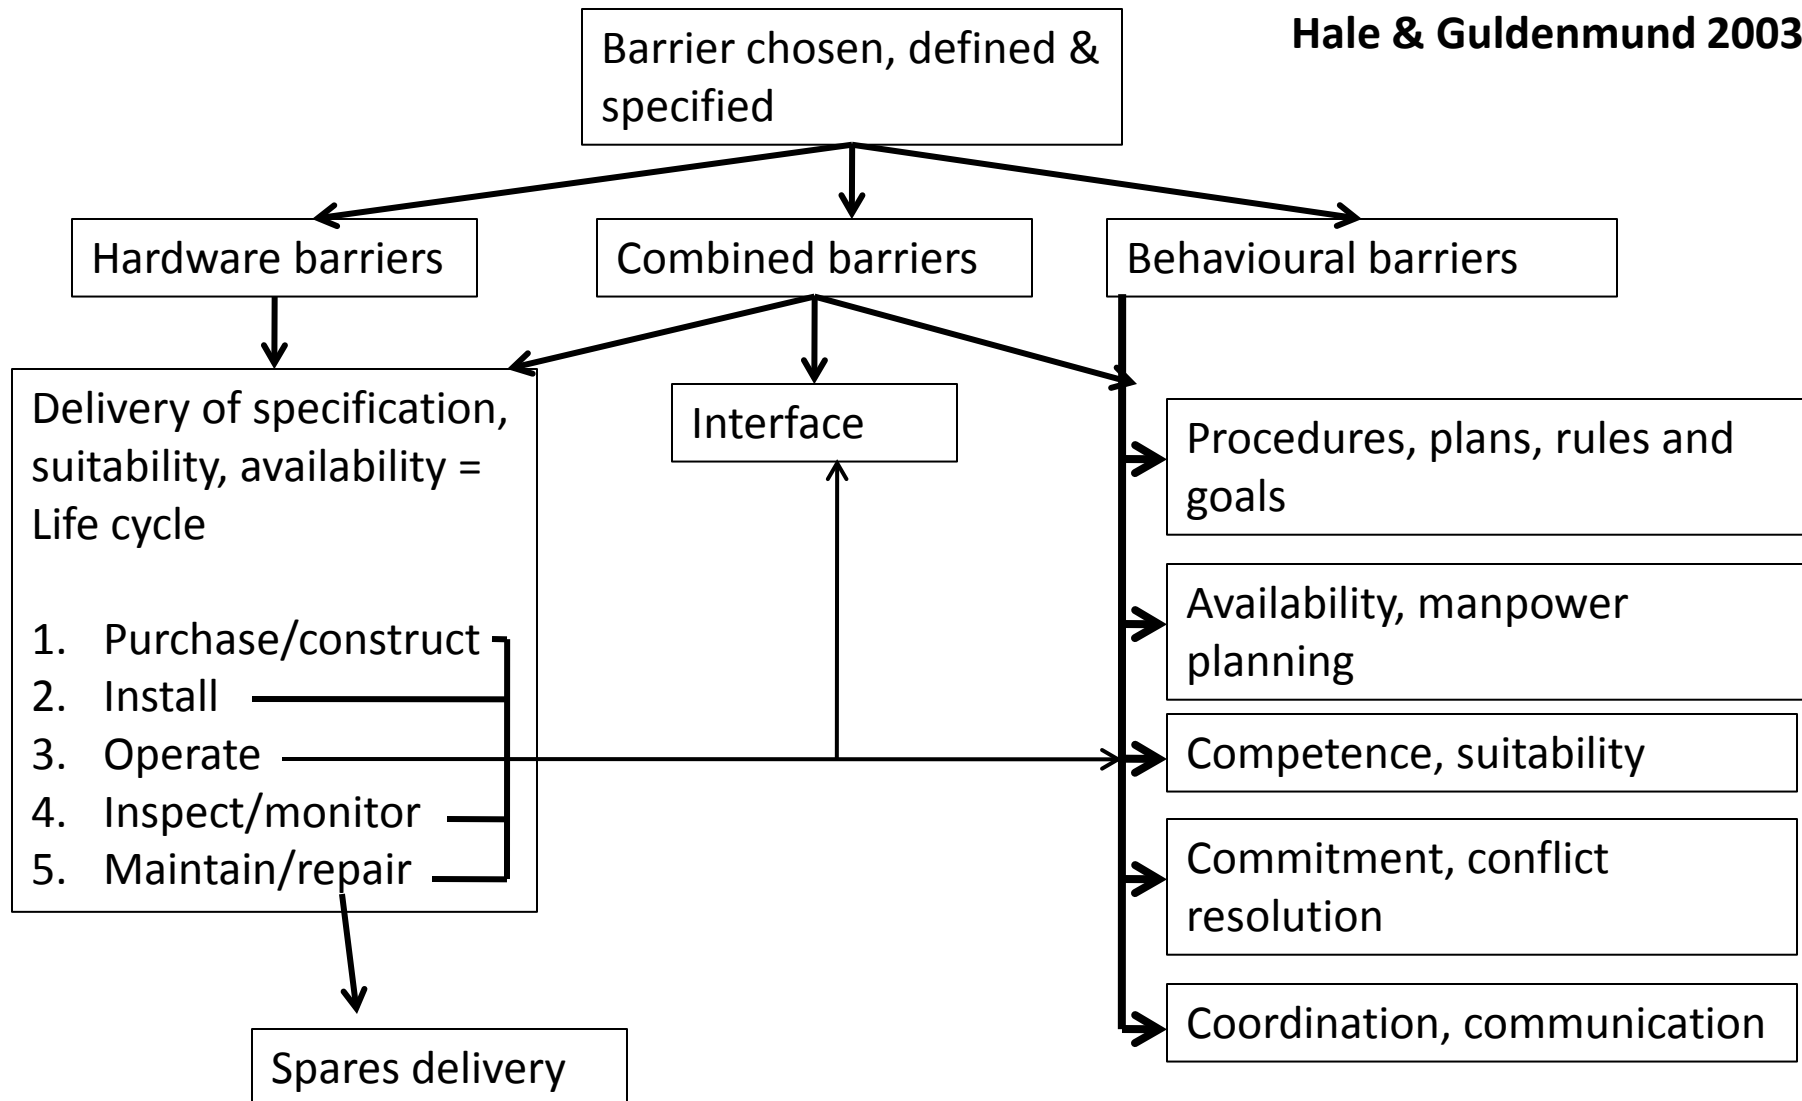 Hale & Guldenmund 2003
Barrier chosen, defined &
specified
Hardware barriers
Combined barriers
Behavioural barriers
Delivery of specification,
suitability, availability =
Life cycle
1. Purchase/construct
2. Install
3. Operate
4. Inspect/monitor
5. Maintain/repair
Interface
Procedures, plans, rules and
goals
Availability, manpower
planning
Competence, suitability
Commitment, conflict
resolution
Coordination, communication
Spares delivery